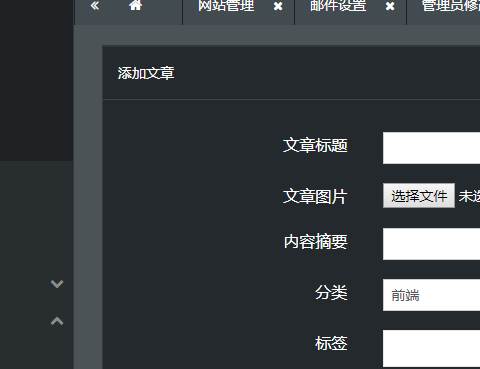 网站管理 邮件设置 管理员修
添加文章
文章标题
文章图片 选择文件 未选
内容摘要
分类 前端
标签